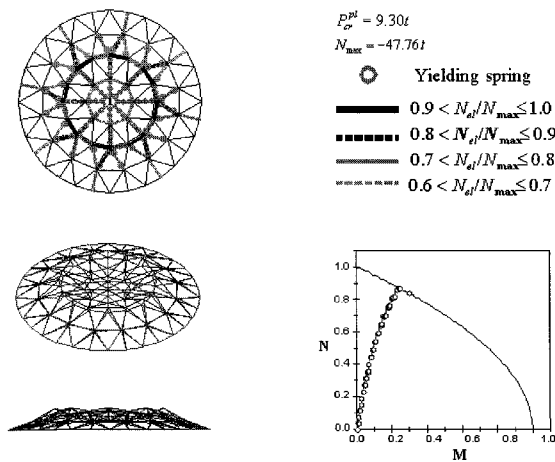 P_cr^pl = 9.30t
N_max = -47.76t
Yielding spring
0.9 < N_el/N_max ≤ 1.0
0.8 < N_el/N_max ≤ 0.9
0.7 < N_el/N_max ≤ 0.8
0.6 < N_el/N_max ≤ 0.7
1.0
0.8
0.6
N
0.4
0.2
0.0
0.0 0.2 0.4 0.6 0.8 1.0
M